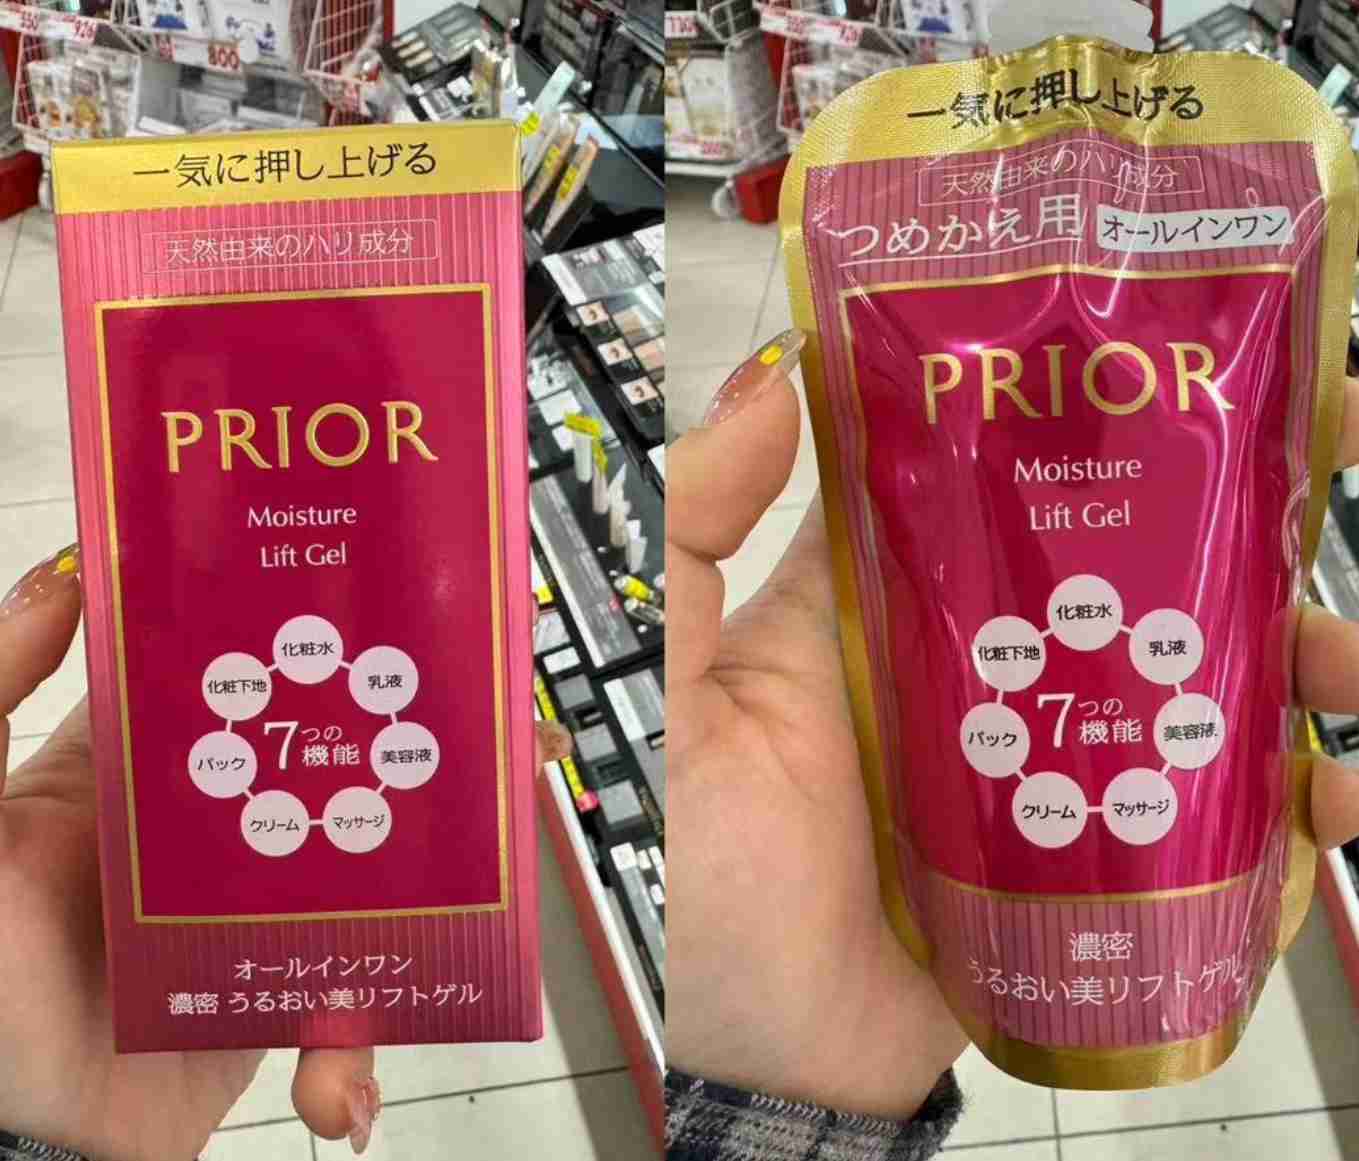 一気に押し上げる
天然由来のハリ成分
PRIOR
Moisture
Lift Gel
化粧水
乳液
美容液
マッサージ
クリーム
パック
化粧下地
7つの機能
オールインワン
濃密 うるおい美リフトゲル
一気に押し上げる
天然由来のハリ成分
つめかえ用 オールインワン
PRIOR
Moisture
Lift Gel
化粧水
乳液
美容液
マッサージ
クリーム
パック
化粧下地
7つの機能
濃密
うるおい美リフトゲル
926
800